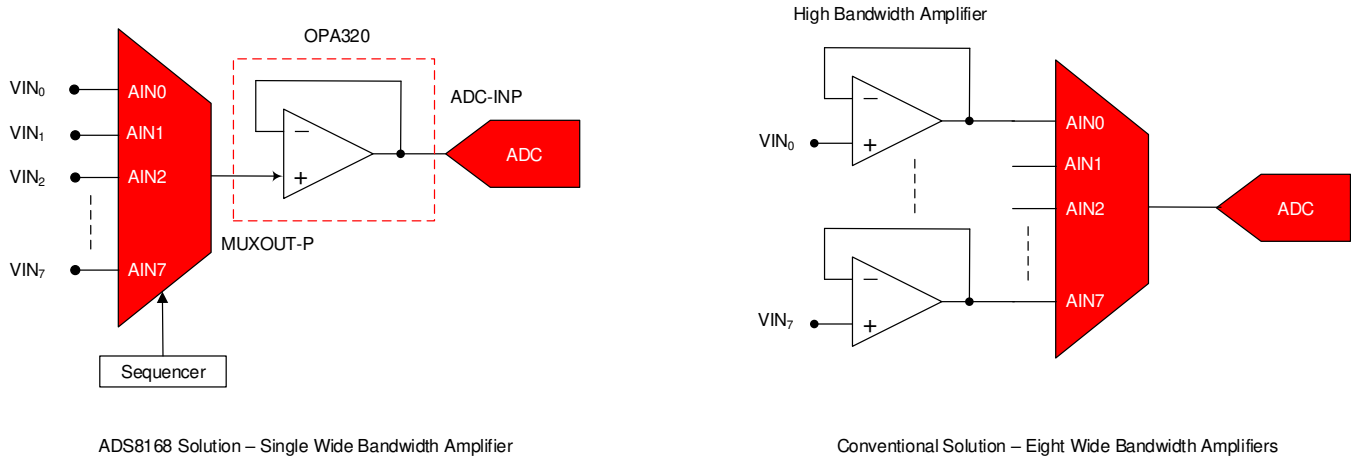 OPA320
VIN₀
AIN0
VIN₁
AIN1
VIN₂
AIN2
VIN₇
AIN7
MUXOUT-P
−
+
ADC-INP
ADC
Sequencer
ADS8168 Solution – Single Wide Bandwidth Amplifier
High Bandwidth Amplifier
−
+
VIN₀
−
+
VIN₇
AIN0
AIN1
AIN2
AIN7
ADC
Conventional Solution – Eight Wide Bandwidth Amplifiers